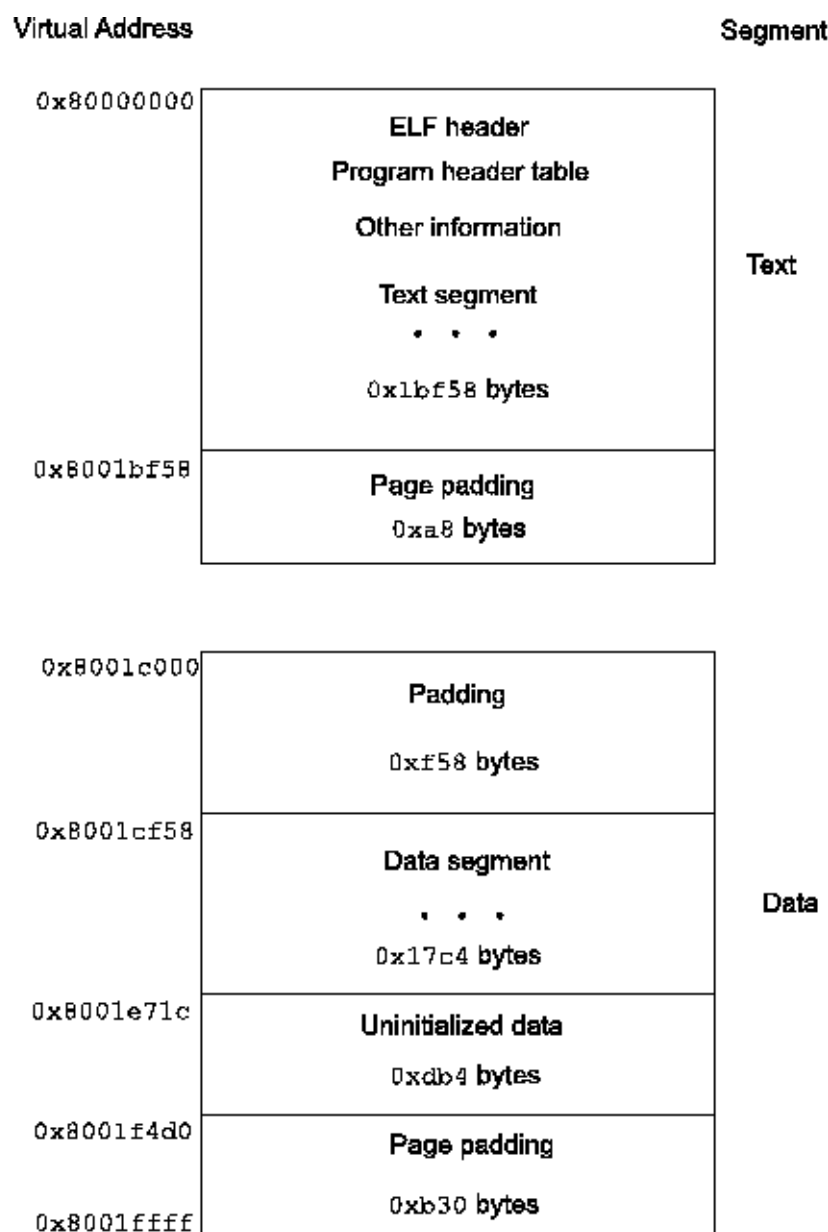 Virtual Address Segment
0x80000000
ELF header
Program header table
Other information
Text
Text segment
. . .
0x1bf58 bytes
0x8001bf58
Page padding
0xa8 bytes
0x8001c000
Padding
0xf58 bytes
0x8001cf58
Data segment
Data
. . .
0x17c4 bytes
0x8001e71c
Uninitialized data
0xdb4 bytes
0x8001f4d0
Page padding
0xb30 bytes
0x8001ffff